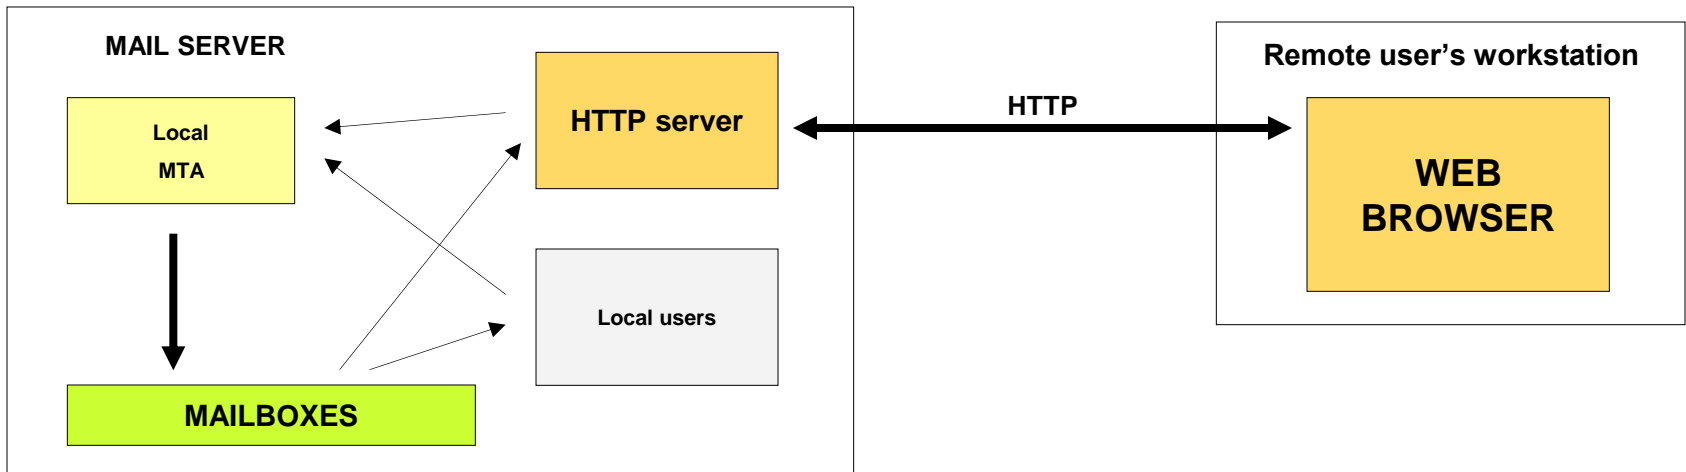 MAIL SERVER
Local
MTA
MAILBOXES
HTTP server
Local users
HTTP
Remote user’s workstation
WEB
BROWSER